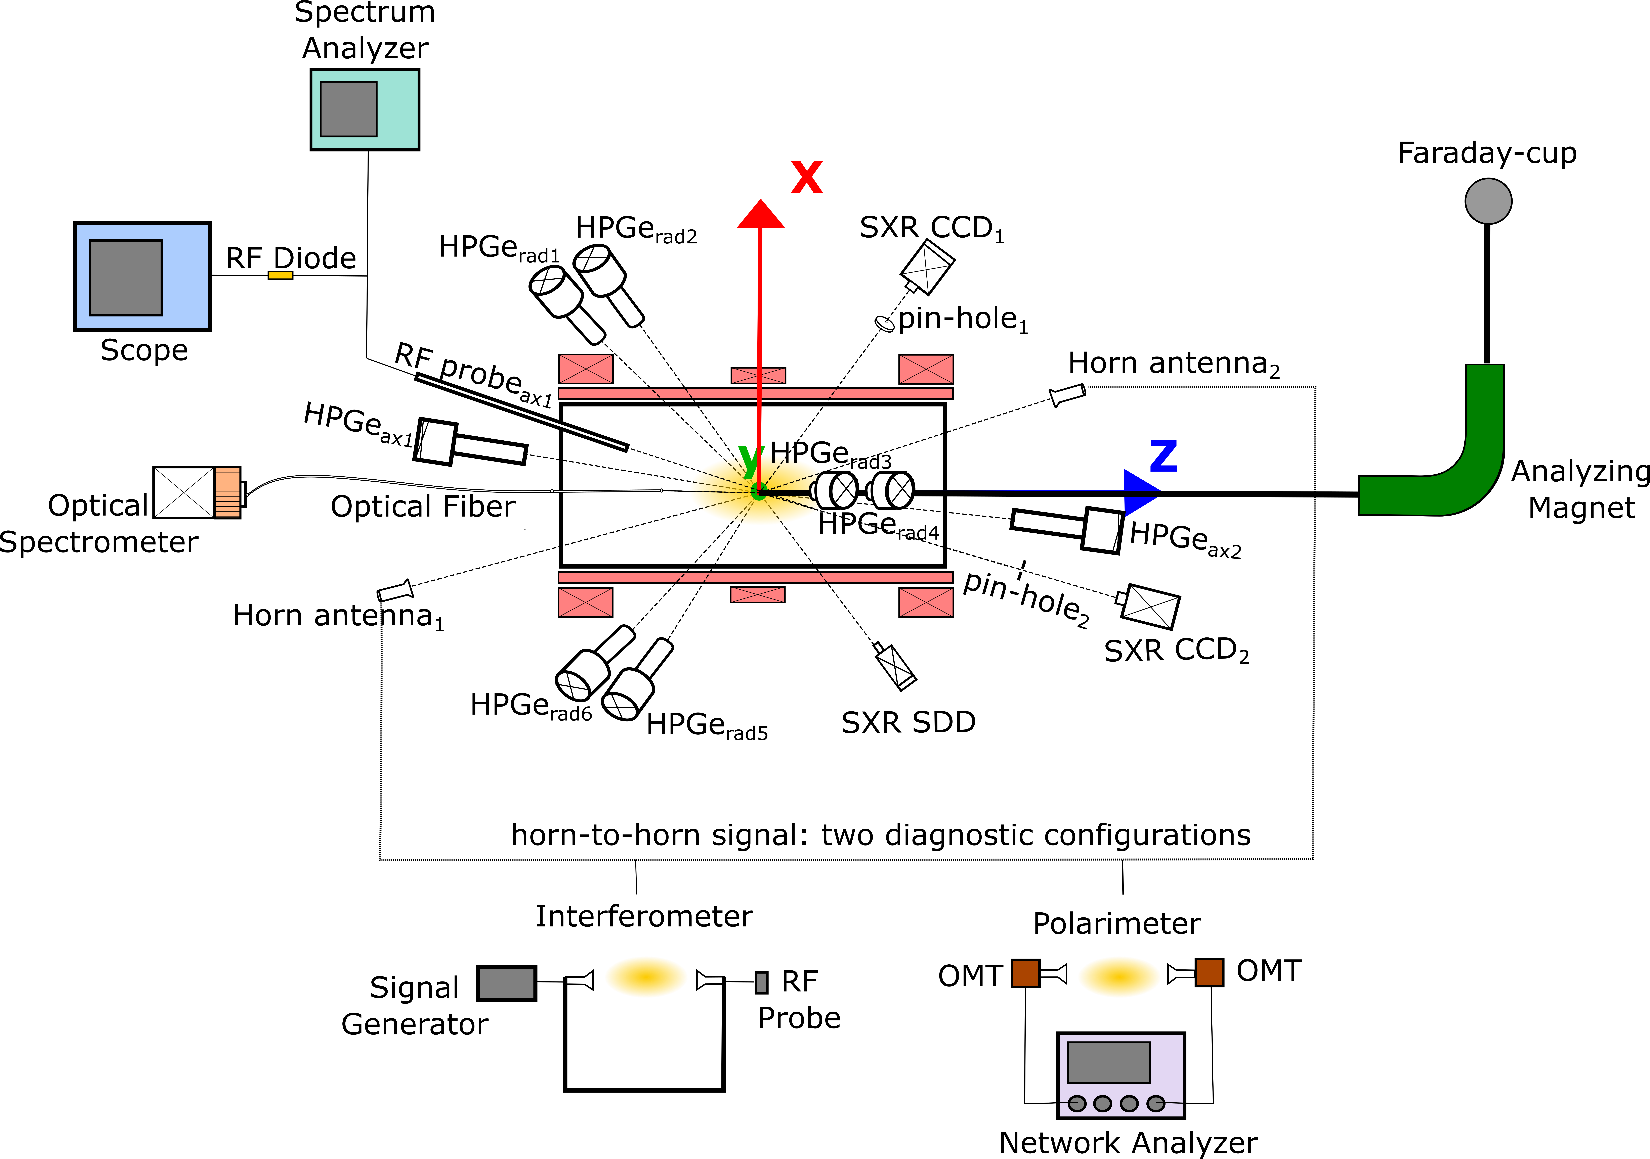 Spectrum
Analyzer
Faraday-cup
X
HPGerad1
HPGerad2
SXR CCD1
RF Diode
pin-hole1
Scope
RF probeax1
Horn antenna2
HPGeax1
y
HPGerad3
Z
Optical
Spectrometer
Optical Fiber
HPGerad4
HPGeax2
Analyzing
Magnet
pin-hole2
Horn antenna1
SXR CCD2
HPGerad6
HPGerad5
SXR SDD
horn-to-horn signal: two diagnostic configurations
Interferometer
Polarimeter
Signal
Generator
RF
Probe
OMT
OMT
Network Analyzer